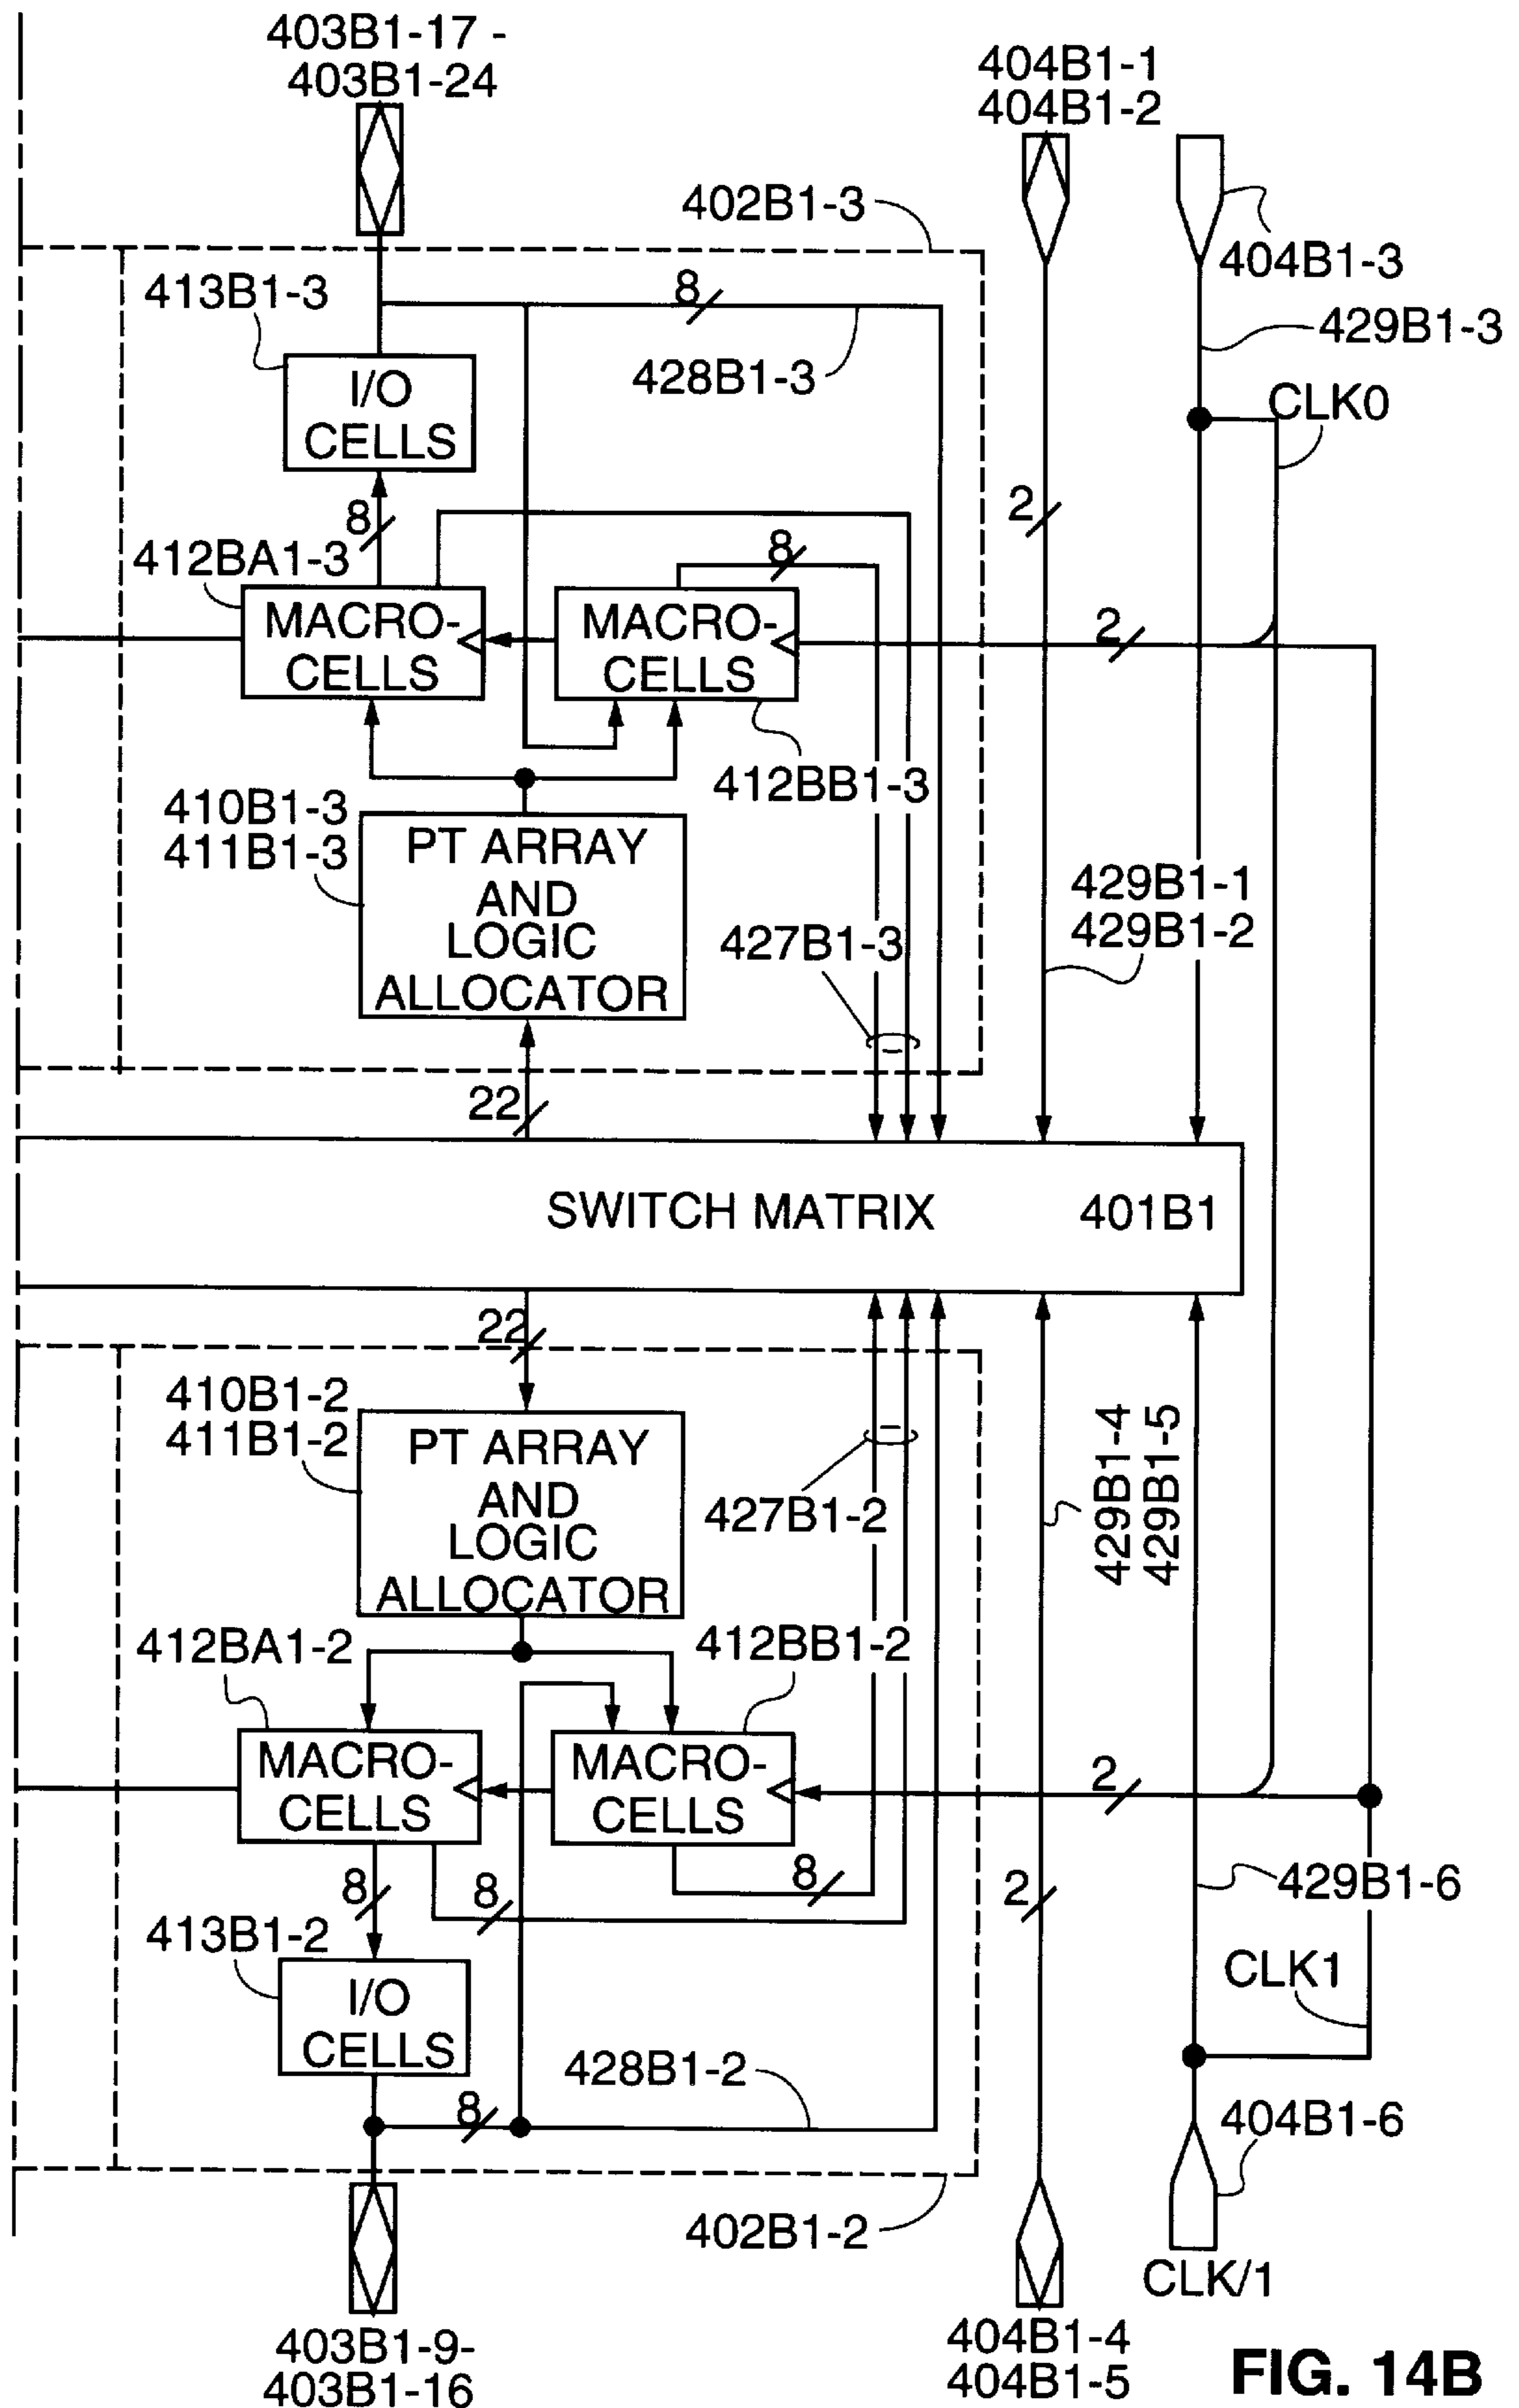 403B1-17 -
403B1-24
404B1-1
404B1-2
402B1-3
404B1-3
413B1-3
8
429B1-3
428B1-3
I/O
CELLS
CLK0
8
2
412BA1-3
8
MACRO-
CELLS
MACRO-
CELLS
2
412BB1-3
410B1-3
411B1-3
PT ARRAY
AND
LOGIC
ALLOCATOR
429B1-1
429B1-2
427B1-3
22
SWITCH MATRIX
401B1
22
410B1-2
411B1-2
PT ARRAY
AND
LOGIC
ALLOCATOR
429B1-4
429B1-5
427B1-2
412BA1-2
412BB1-2
MACRO-
CELLS
MACRO-
CELLS
2
8
8
8
2
429B1-6
413B1-2
I/O
CELLS
CLK1
428B1-2
8
404B1-6
402B1-2
CLK/1
403B1-9-
403B1-16
404B1-4
404B1-5
FIG. 14B